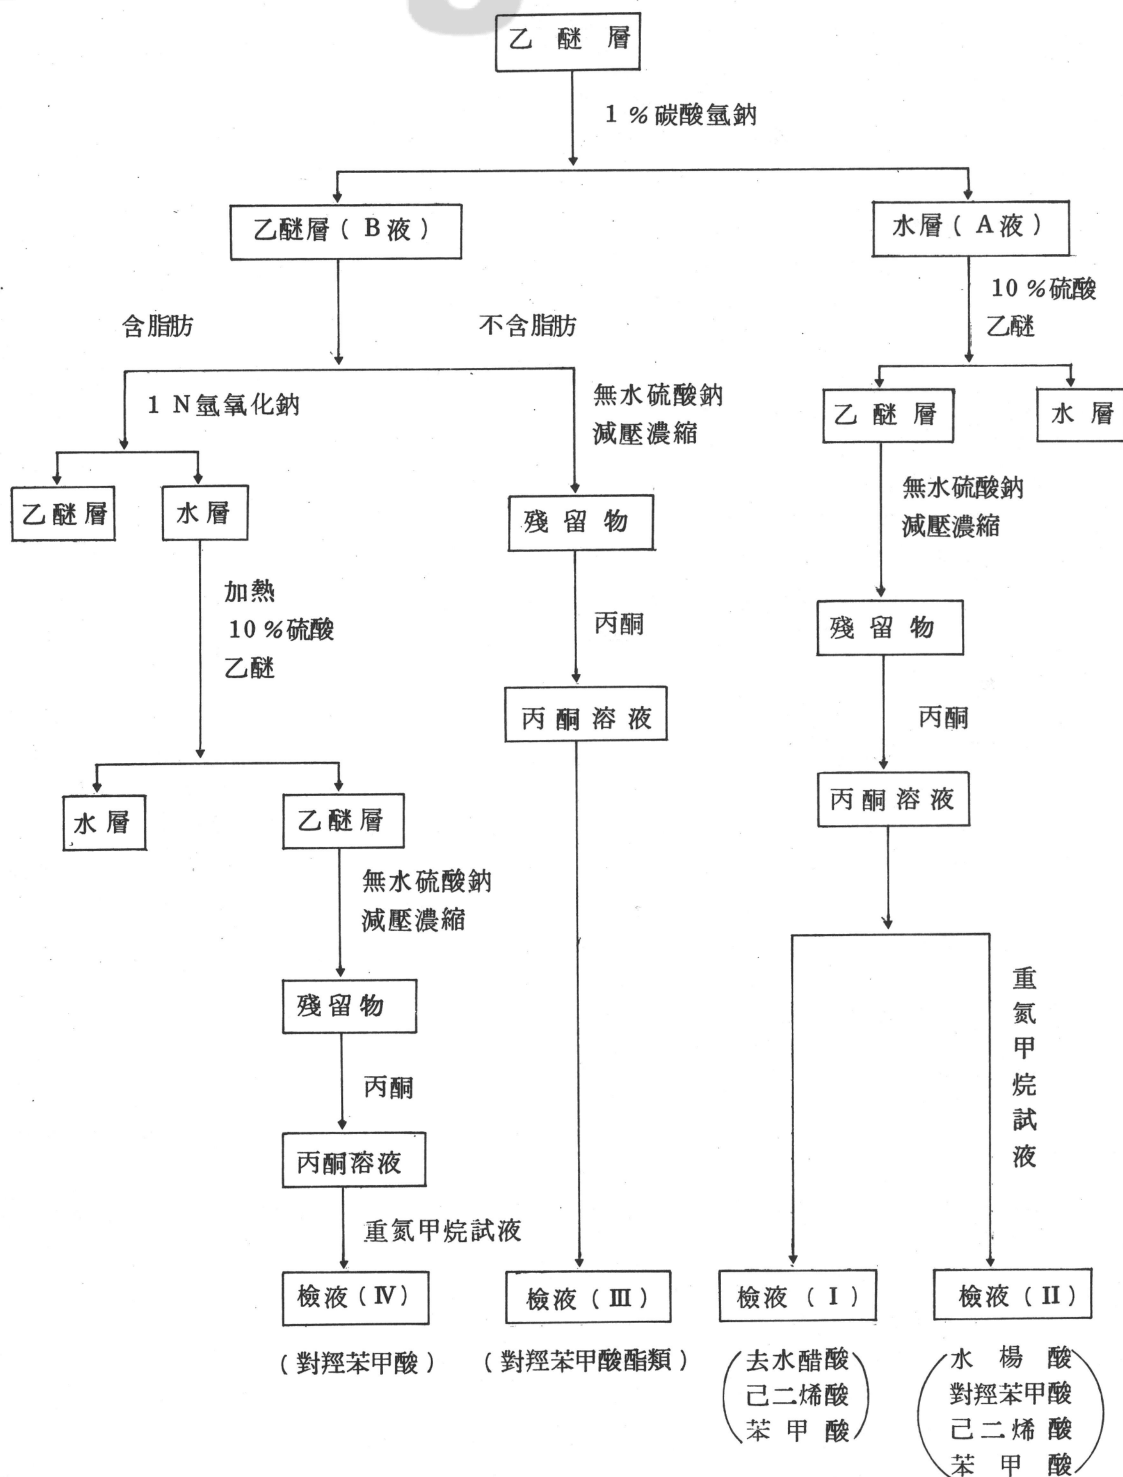 乙醚層
1%碳酸氫鈉
乙醚層(B液)
水層(A液)
10%硫酸
乙醚
含脂肪
不含脂肪
1N氫氧化鈉
無水硫酸鈉
減壓濃縮
乙醚層
水層
乙醚層
水層
殘留物
無水硫酸鈉
減壓濃縮
加熱
10%硫酸
乙醚
丙酮
殘留物
丙酮溶液
丙酮
水層
乙醚層
丙酮溶液
無水硫酸鈉
減壓濃縮
殘留物
重氮甲烷試液
丙酮
丙酮溶液
重氮甲烷試液
檢液(Ⅳ)
檢液(Ⅲ)
檢液(I)
檢液(II)
(對羥苯甲酸)
(對羥苯甲酸酯類)
去水醋酸
己二烯酸
苯甲酸
水楊酸
對羥苯甲酸
己二烯酸
苯甲酸